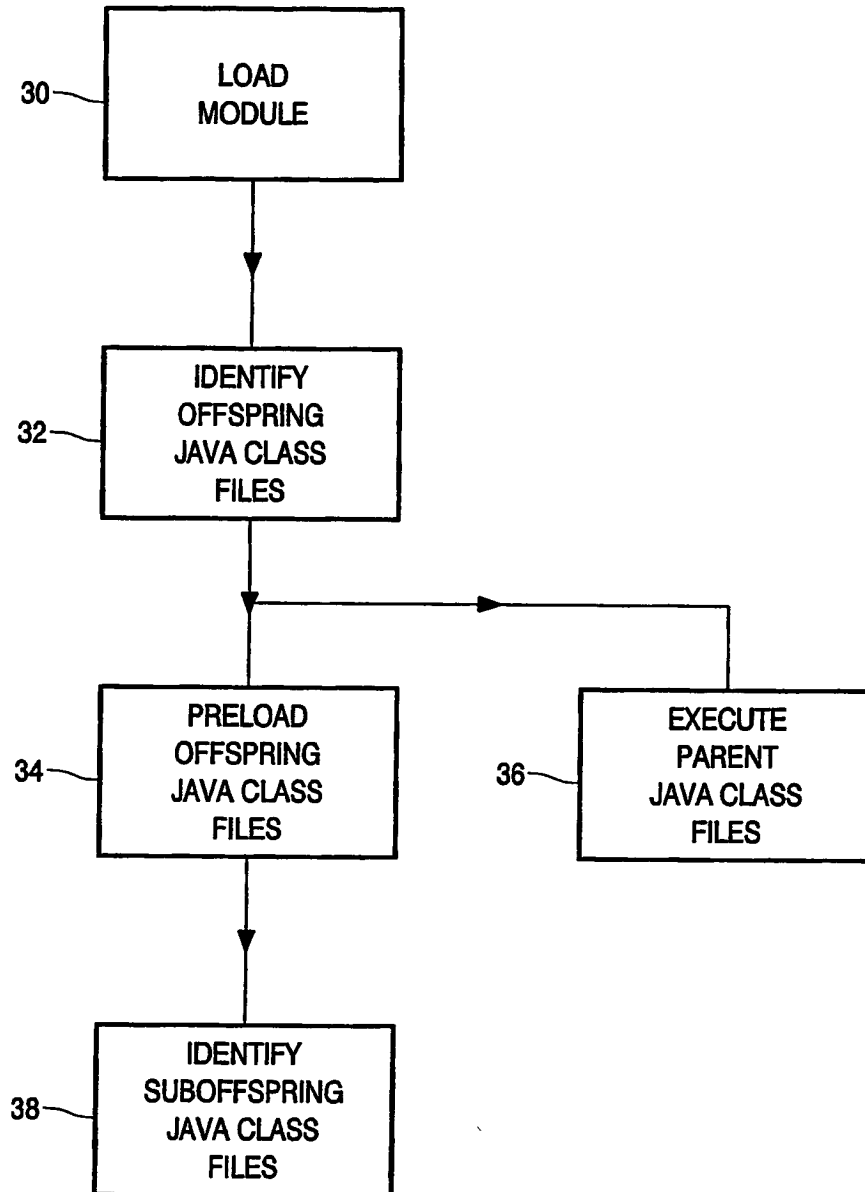 30
LOAD
MODULE
32
IDENTIFY
OFFSPRING
JAVA CLASS
FILES
34
PRELOAD
OFFSPRING
JAVA CLASS
FILES
36
EXECUTE
PARENT
JAVA CLASS
FILES
38
IDENTIFY
SUBOFFSPRING
JAVA CLASS
FILES